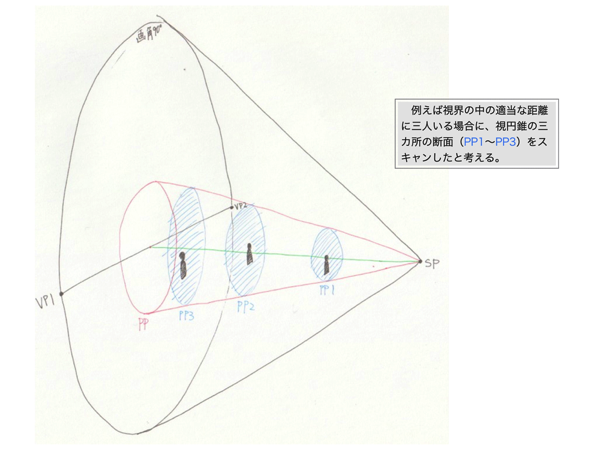 角90°
例えば視界の中の適当な距離
に三人いる場合に、視円錐の三
カ所の断面（PP1〜PP3）をス
キャンしたと考える。
VP2
SP
VP1
PP1
PP2
PP3
PP